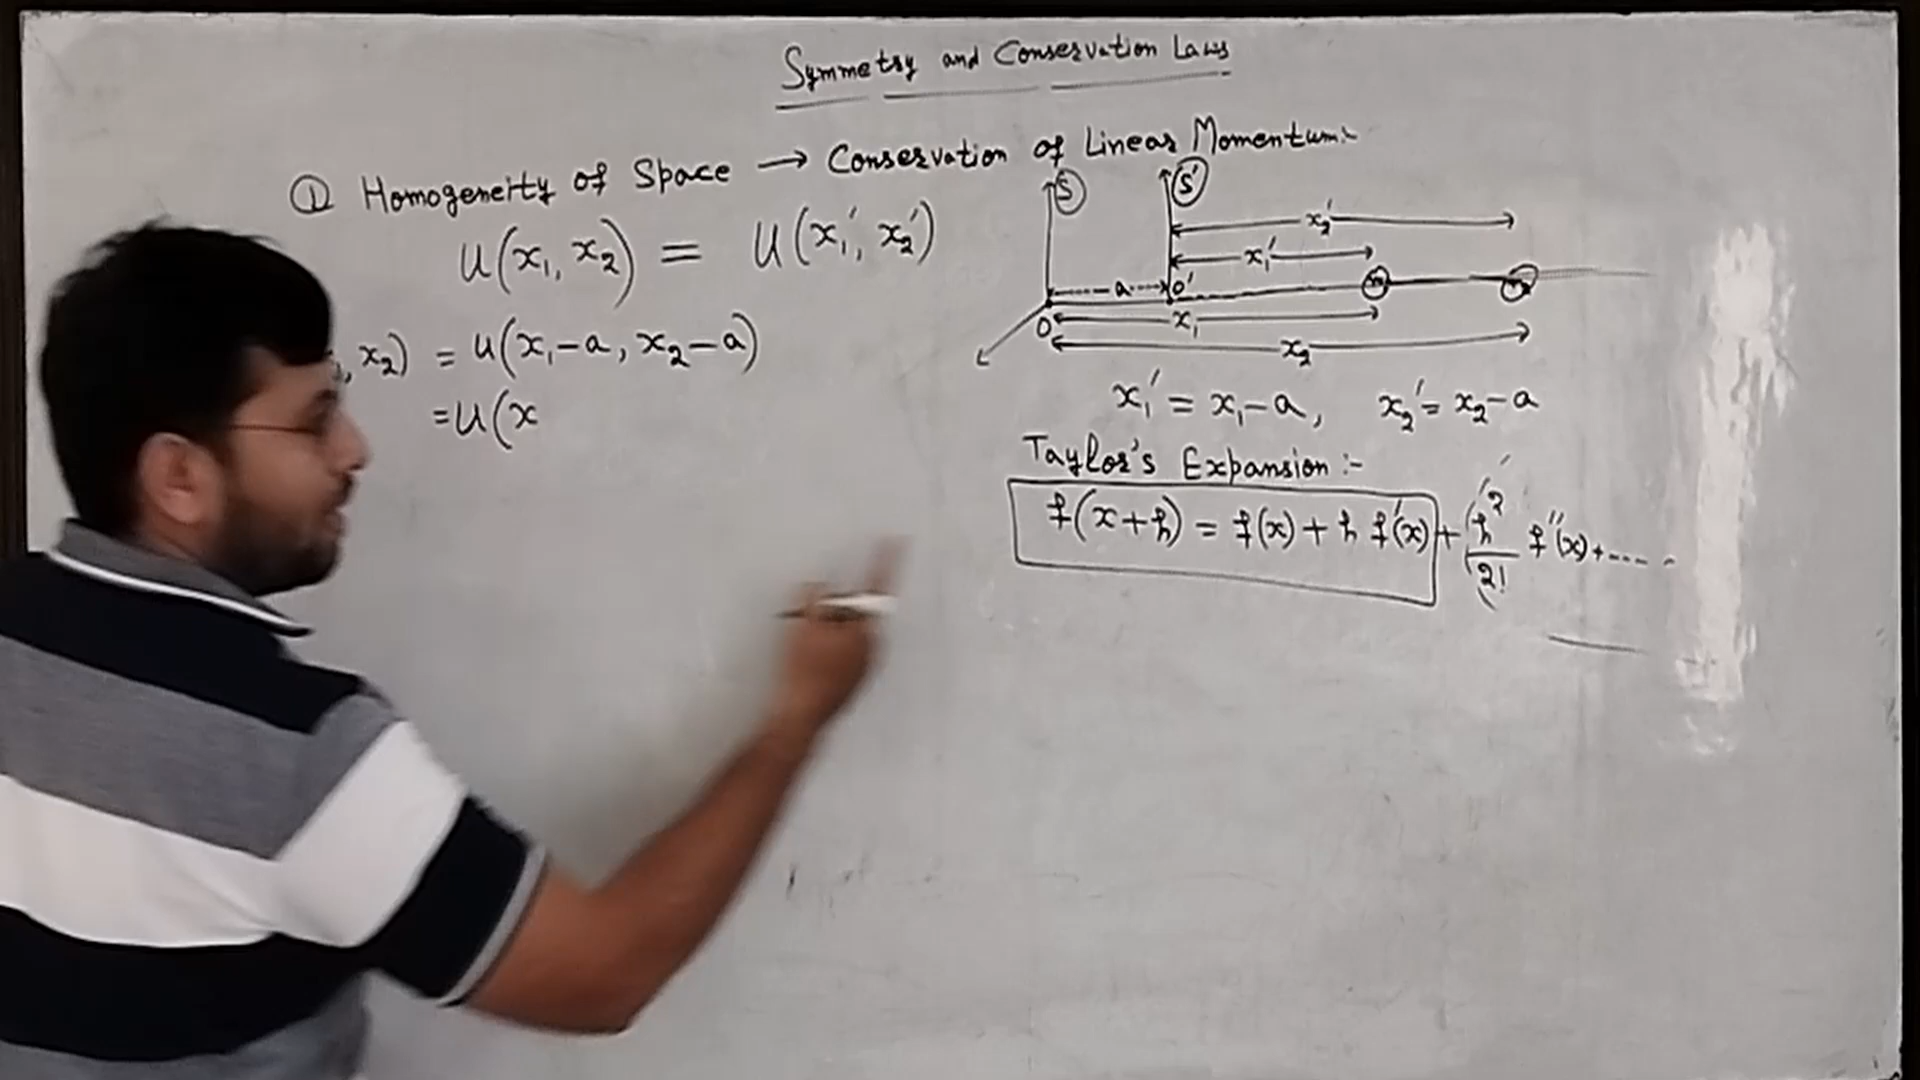 Symmetry and Conservation Laws
① Homogeneity of Space → Conservation of Linear Momentum:-
U(x₁, x₂) = U(x₁', x₂')
, x₂) = U(x₁-a, x₂-a)
=U(x
S S'
x₂'
x₁'
a O'
O x₁
x₂
x₁' = x₁-a, x₂' = x₂-a
Taylor's Expansion :-
f(x+h) = f(x) + h f'(x) + h²/2! f''(x) + ....